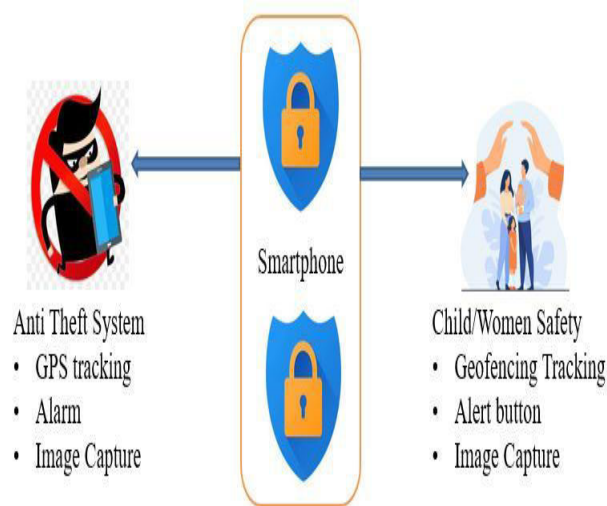 Smartphone
Anti Theft System
• GPS tracking
• Alarm
• Image Capture
Child/Women Safety
• Geofencing Tracking
• Alert button
• Image Capture